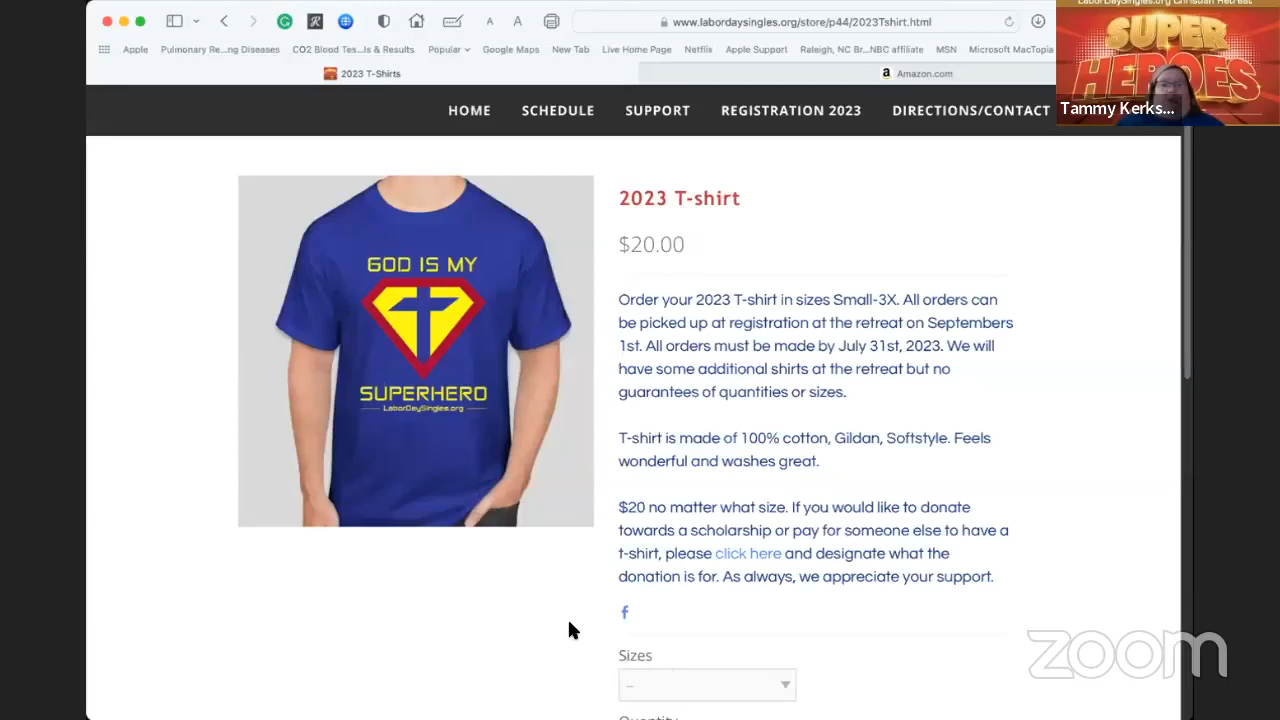 www.labordaysingles.org/store/p44/2023Tshirt.html
Apple
Pulmonary Re...ng Diseases
CO2 Blood Tes...ls & Results
Popular
Google Maps
New Tab
Live Home Page
Netflix
Apple Support
Raleigh, NC Br...NBC affiliate
MSN
Microsoft MacTopia
2023 T-Shirts
Amazon.com
LaborDaySingles.org Christian Retreat
SUPER
HEROES
Tammy Kerks...
HOME
SCHEDULE
SUPPORT
REGISTRATION 2023
DIRECTIONS/CONTACT
GOD IS MY
SUPERHERO
LaborDaySingles.org
2023 T-shirt
$20.00
Order your 2023 T-shirt in sizes Small-3X. All orders can
be picked up at registration at the retreat on Septembers
1st. All orders must be made by July 31st, 2023. We will
have some additional shirts at the retreat but no
guarantees of quantities or sizes.
T-shirt is made of 100% cotton, Gildan, Softstyle. Feels
wonderful and washes great.
$20 no matter what size. If you would like to donate
towards a scholarship or pay for someone else to have a
t-shirt, please click here and designate what the
donation is for. As always, we appreciate your support.
Sizes
--
Quantity
zoom